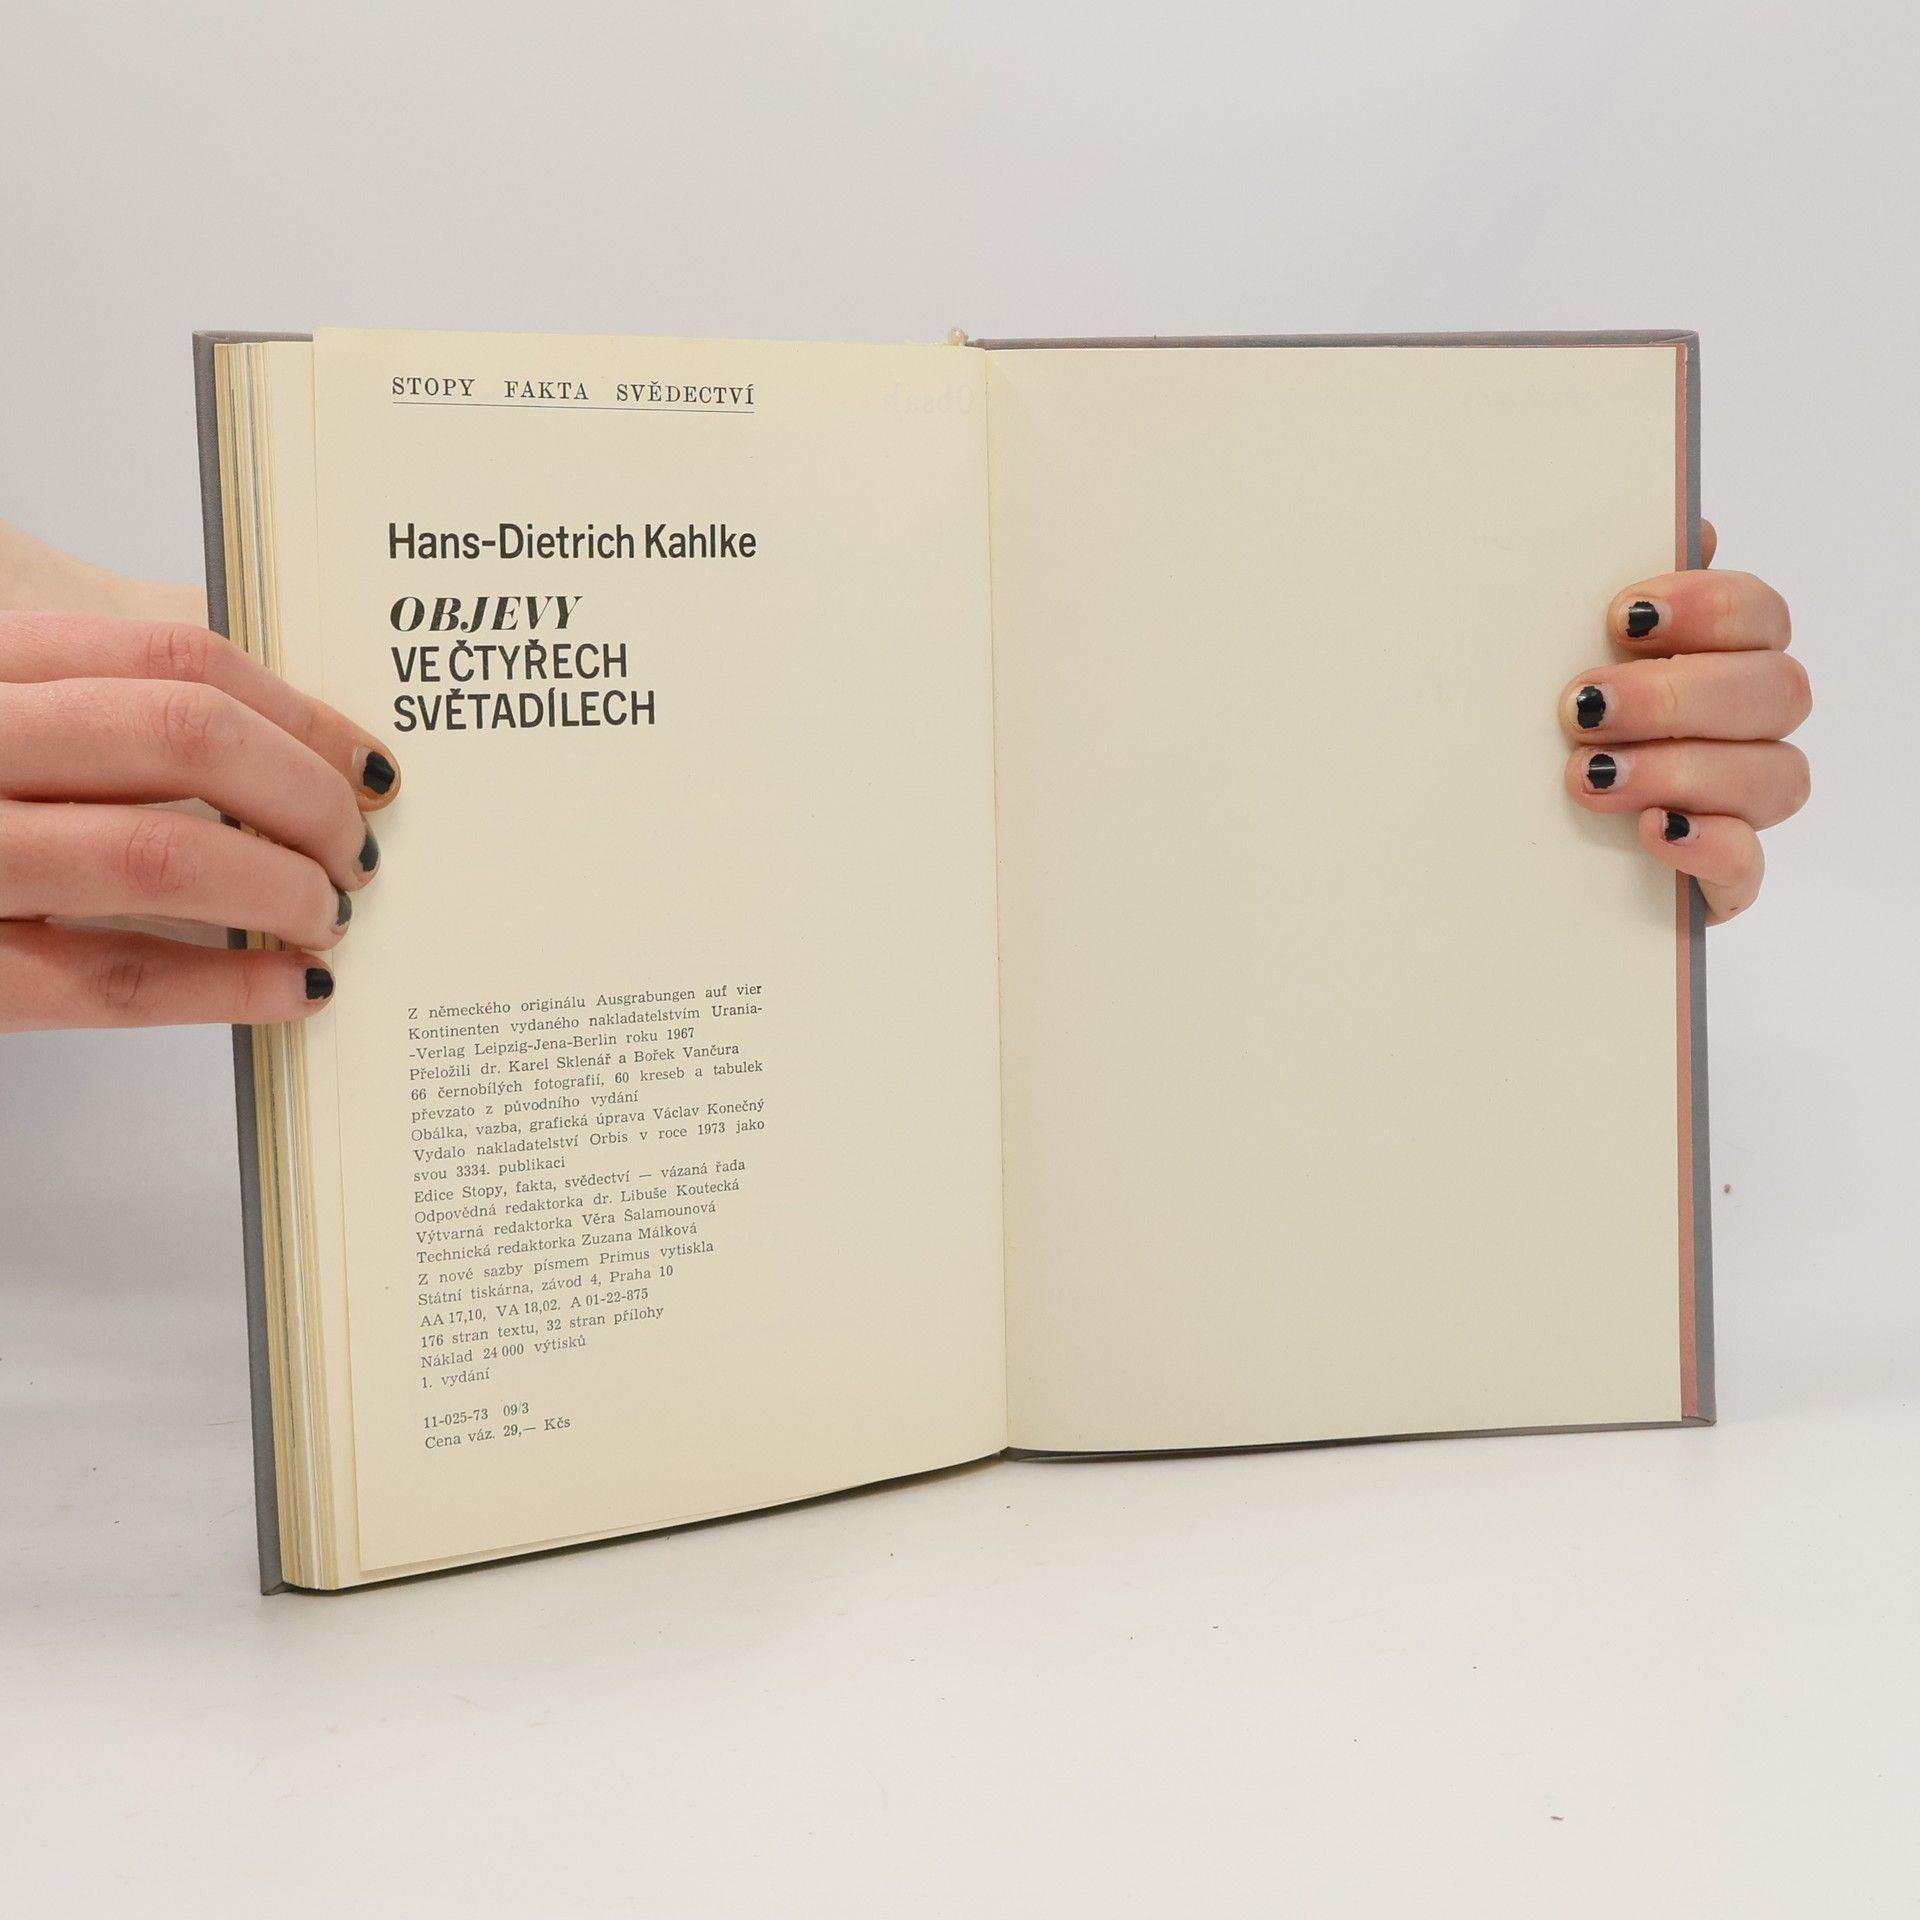 STOPY FAKTA SVĚDECTVÍ
Hans-Dietrich Kahlke
OBJEVY
VE ČTYŘECH
SVĚTADÍLECH
Z německého originálu Ausgrabungen auf vier
Kontinenten vydaného nakladatelstvím Urania-
-Verlag Leipzig-Jena-Berlin roku 1967
Přeložili dr. Karel Sklenář a Bořek Vančura
66 černobílých fotografií, 60 kreseb a tabulek
převzato z původního vydání
Obálka, vazba, grafická úprava Václav Konečný
Vydalo nakladatelství Orbis v roce 1973 jako
svou 3334. publikaci
Edice Stopy, fakta, svědectví — vázaná řada
Odpovědná redaktorka dr. Libuše Koutecká
Výtvarná redaktorka Věra Šalamounová
Technická redaktorka Zuzana Málková
Z nové sazby písmem Primus vytiskla
Státní tiskárna, závod 4, Praha 10
AA 17,10, VA 18,02. A 01-22-875
176 stran textu, 32 stran přílohy
Náklad 24 000 výtisků
1. vydání
11-025-73 09/3
Cena váz. 29,— Kčs